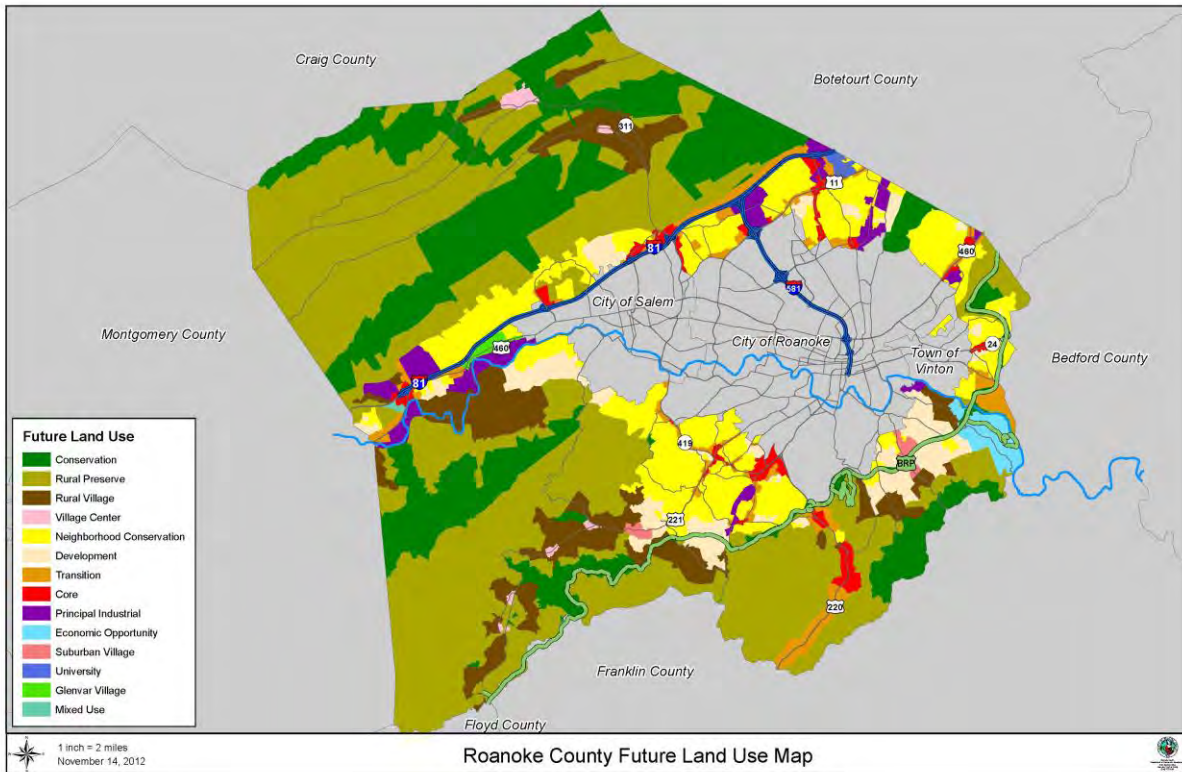 Craig County
Botetourt County
311
11
81
460
581
City of Salem
Montgomery County
460
City of Roanoke
Town of
Vinton
24
Bedford County
81
419
BRP
221
220
Franklin County
Floyd County
Future Land Use
Conservation
Rural Preserve
Rural Village
Village Center
Neighborhood Conservation
Development
Transition
Core
Principal Industrial
Economic Opportunity
Suburban Village
University
Glenvar Village
Mixed Use
1 inch = 2 miles
November 14, 2012
Roanoke County Future Land Use Map